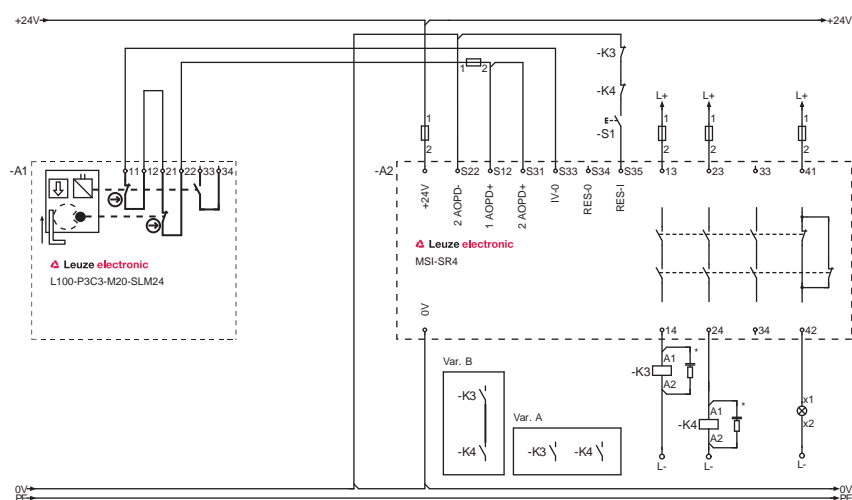 +24V
+24V
-K3
-K4
L+
L+
L+
1
2
1
2
E-
-S1
1
2
1
2
1
2
-A1
11
12
21
22
33
34
-A2
S22
S12
S31
S33
S34
S35
13
23
33
41
+24V
2 AOPD-
1 AOPD+
2 AOPD+
IV-0
RES-0
RES-I
Leuze electronic
L100-P3C3-M20-SLM24
Leuze electronic
MSI-SR4
0V
14
24
34
42
Var. B
-K3
-K4
Var. A
-K3
-K4
-K3
A1
A2
*
-K4
A1
A2
*
x1
x2
L-
L-
L-
0V
0V
PE
PE